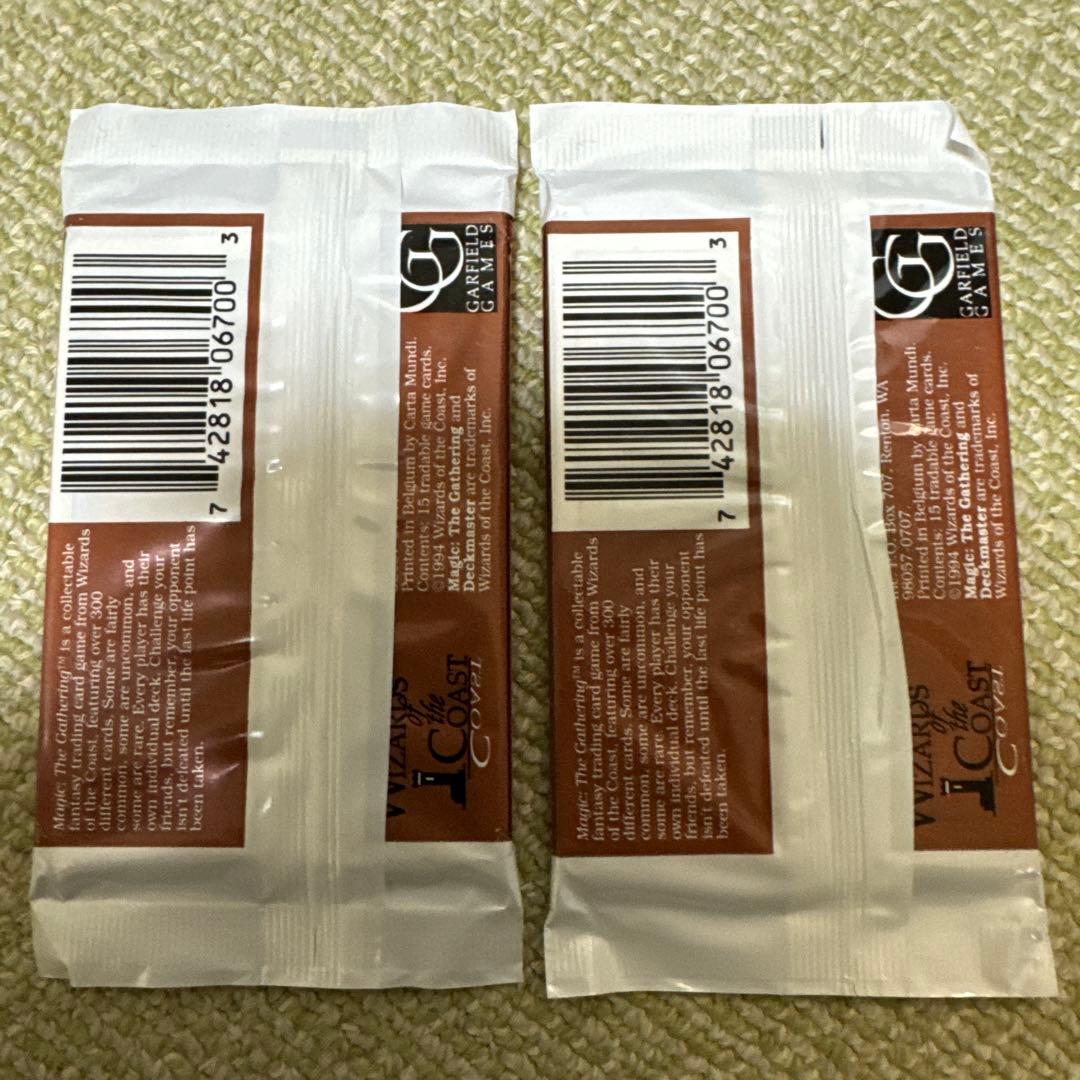 7 42818 06700 3
Magic: The Gathering™ is a collectable
fantasy trading card game from Wizards
of the Coast, featuring over 300
different cards. Some are fairly
common, some are uncommon, and
some are rare. Every player has their
own individual deck. Challenge your
friends, but remember, your opponent
isn't defeated until the last life point has
been taken.
GG
GARFIELD
GAMES
Printed in Belgium by Carta Mundi.
Contents: 15 tradable game cards.
©1994 Wizards of the Coast, Inc.
Magic: The Gathering and
Deckmaster are trademarks of
Wizards of the Coast, Inc.
WIZARDS
of
the
COAST
7 42818 06700 3
Magic: The Gathering™ is a collectable
fantasy trading card game from Wizards
of the Coast, featuring over 300
different cards. Some are fairly
common, some are uncommon, and
some are rare. Every player has their
own individual deck. Challenge your
friends, but remember, your opponent
isn't defeated until the last life point has
been taken.
GG
GARFIELD
GAMES
Box 707, Renton, WA
98057-0707.
Printed in Belgium by Carta Mundi.
Contents: 15 tradable game cards.
©1994 Wizards of the Coast, Inc.
Magic: The Gathering and
Deckmaster are trademarks of
Wizards of the Coast, Inc.
WIZARDS
of
the
COAST